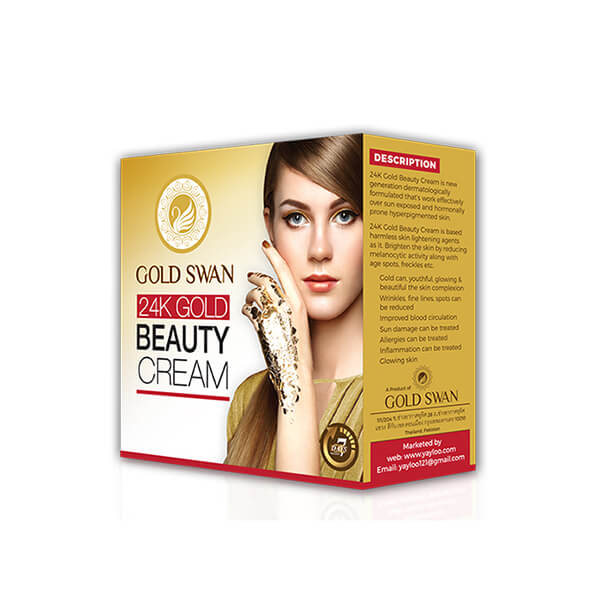 GOLD SWAN
24K GOLD
BEAUTY
CREAM
7
DAYS
DESCRIPTION
24K Gold Beauty Cream is new
generation dermatologically
formulated that's work effectively
over sun exposed and hormonally
prone hyperpigmented skin.
24K Gold Beauty Cream is based
harmless skin lightening agents
as it. Brighten the skin by reducing
melanocytic activity along with
age spots, freckles etc.
Gold can, youthful, glowing &
beautiful the skin complexion
Wrinkles, fine lines, spots can
be reduced
Improved blood circulation
Sun damage can be treated
Allergies can be treated
Inflammation can be treated
Glowing skin
A Product of
GOLD SWAN
Thailand, Pakistan
Marketed by
web: www.yayloo.com
Email: yayloo121@gmail.com